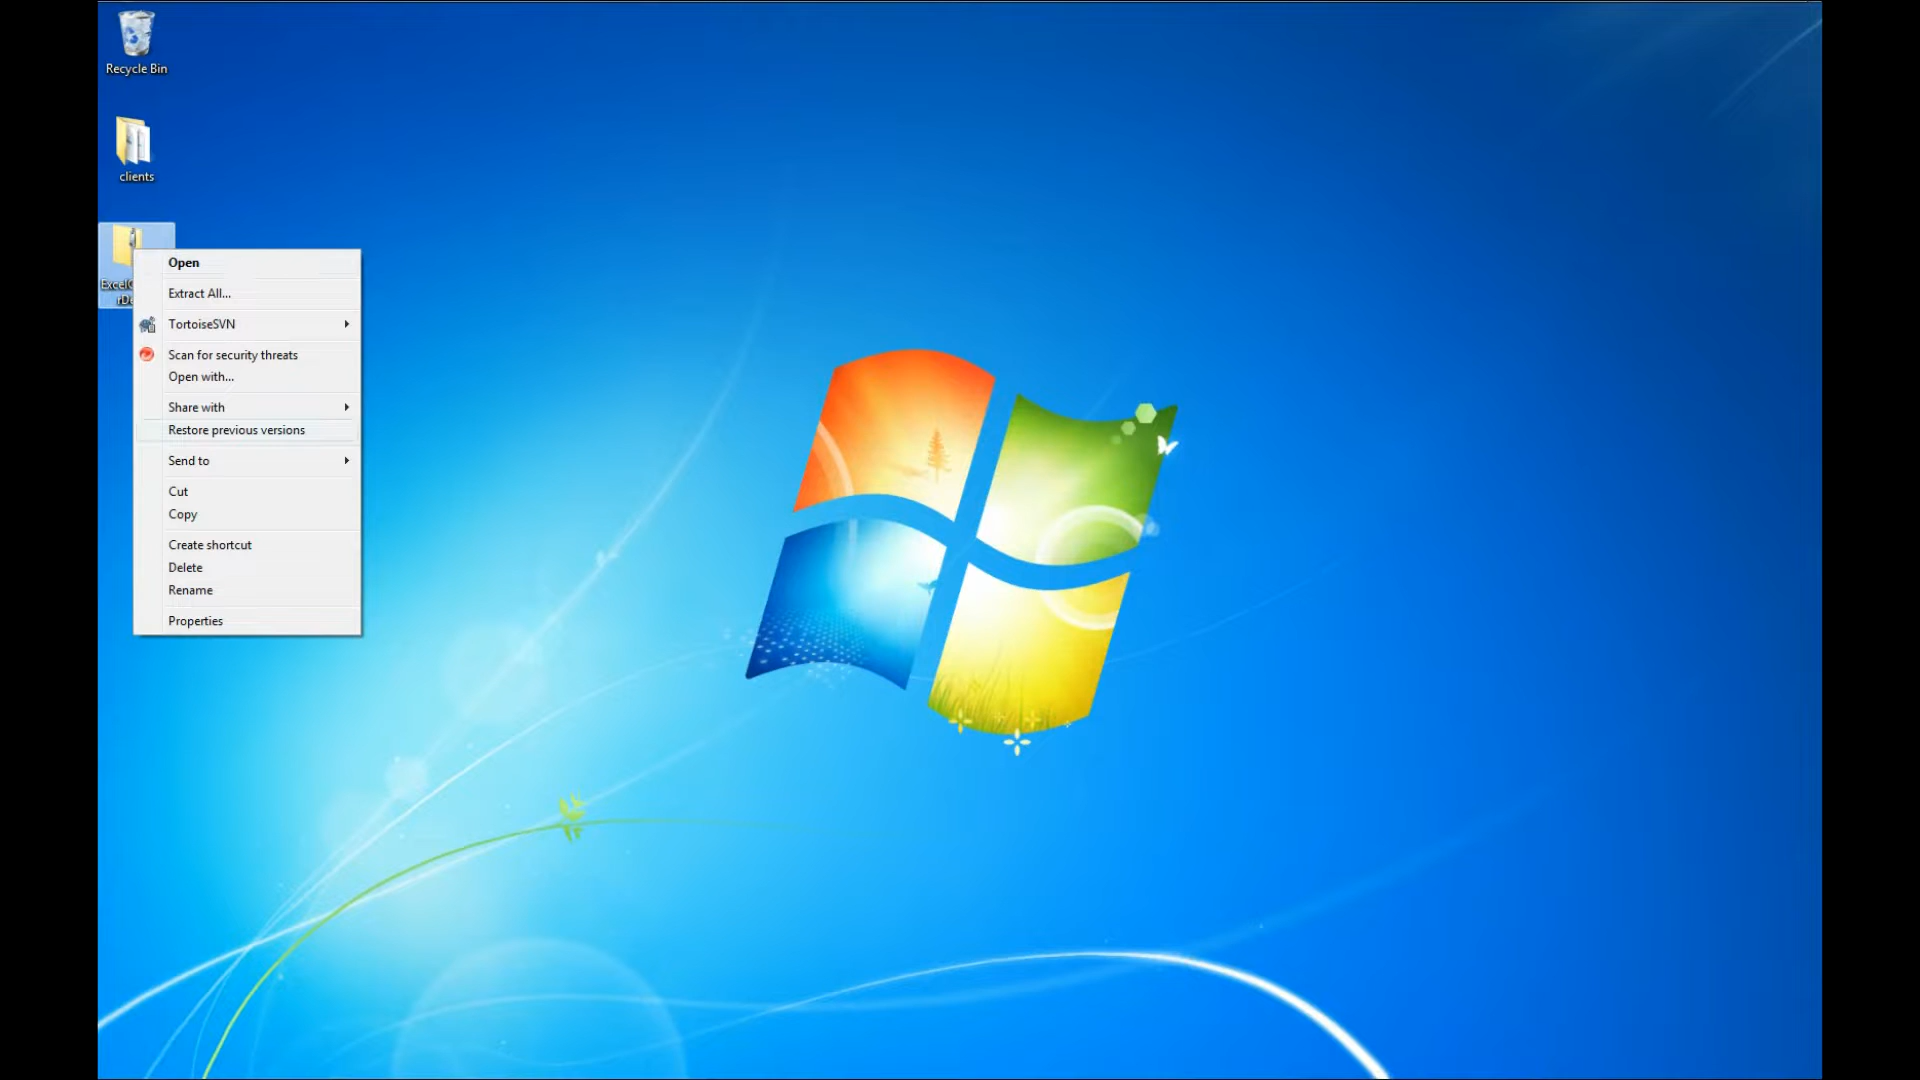 Recycle Bin
clients
Open
Extract All...
TortoiseSVN
Scan for security threats
Open with...
Share with
Restore previous versions
Send to
Cut
Copy
Create shortcut
Delete
Rename
Properties